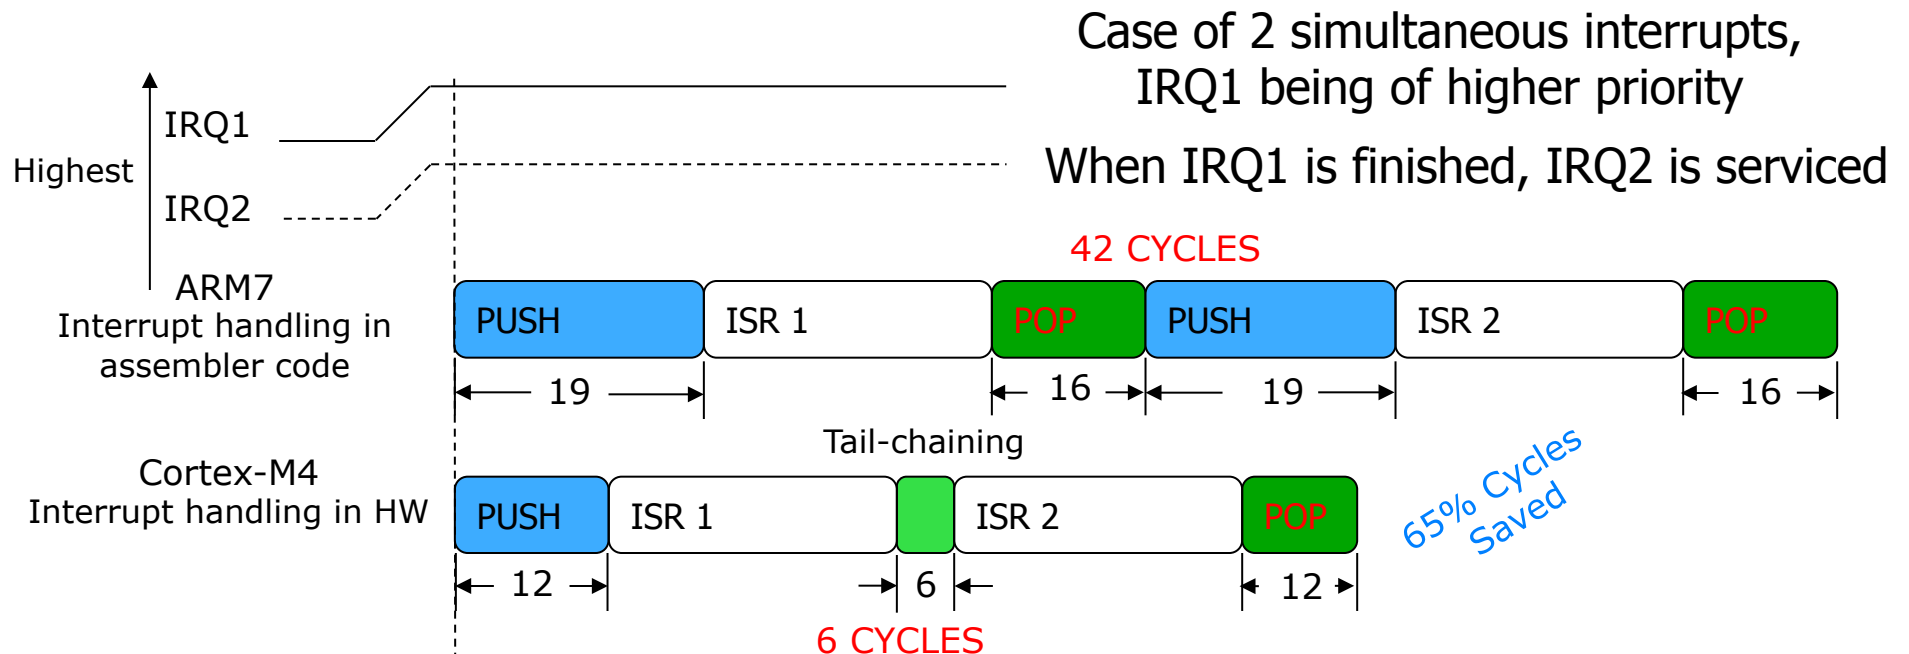 Case of 2 simultaneous interrupts,
IRQ1 being of higher priority
IRQ1
Highest
When IRQ1 is finished, IRQ2 is serviced
IRQ2
42 CYCLES
ARM7
Interrupt handling in
assembler code
PUSH
ISR 1
POP
PUSH
ISR 2
POP
19
16
19
16
Tail-chaining
Cortex-M4
Interrupt handling in HW
PUSH
ISR 1
ISR 2
POP
65% Cycles
Saved
12
6
12
6 CYCLES